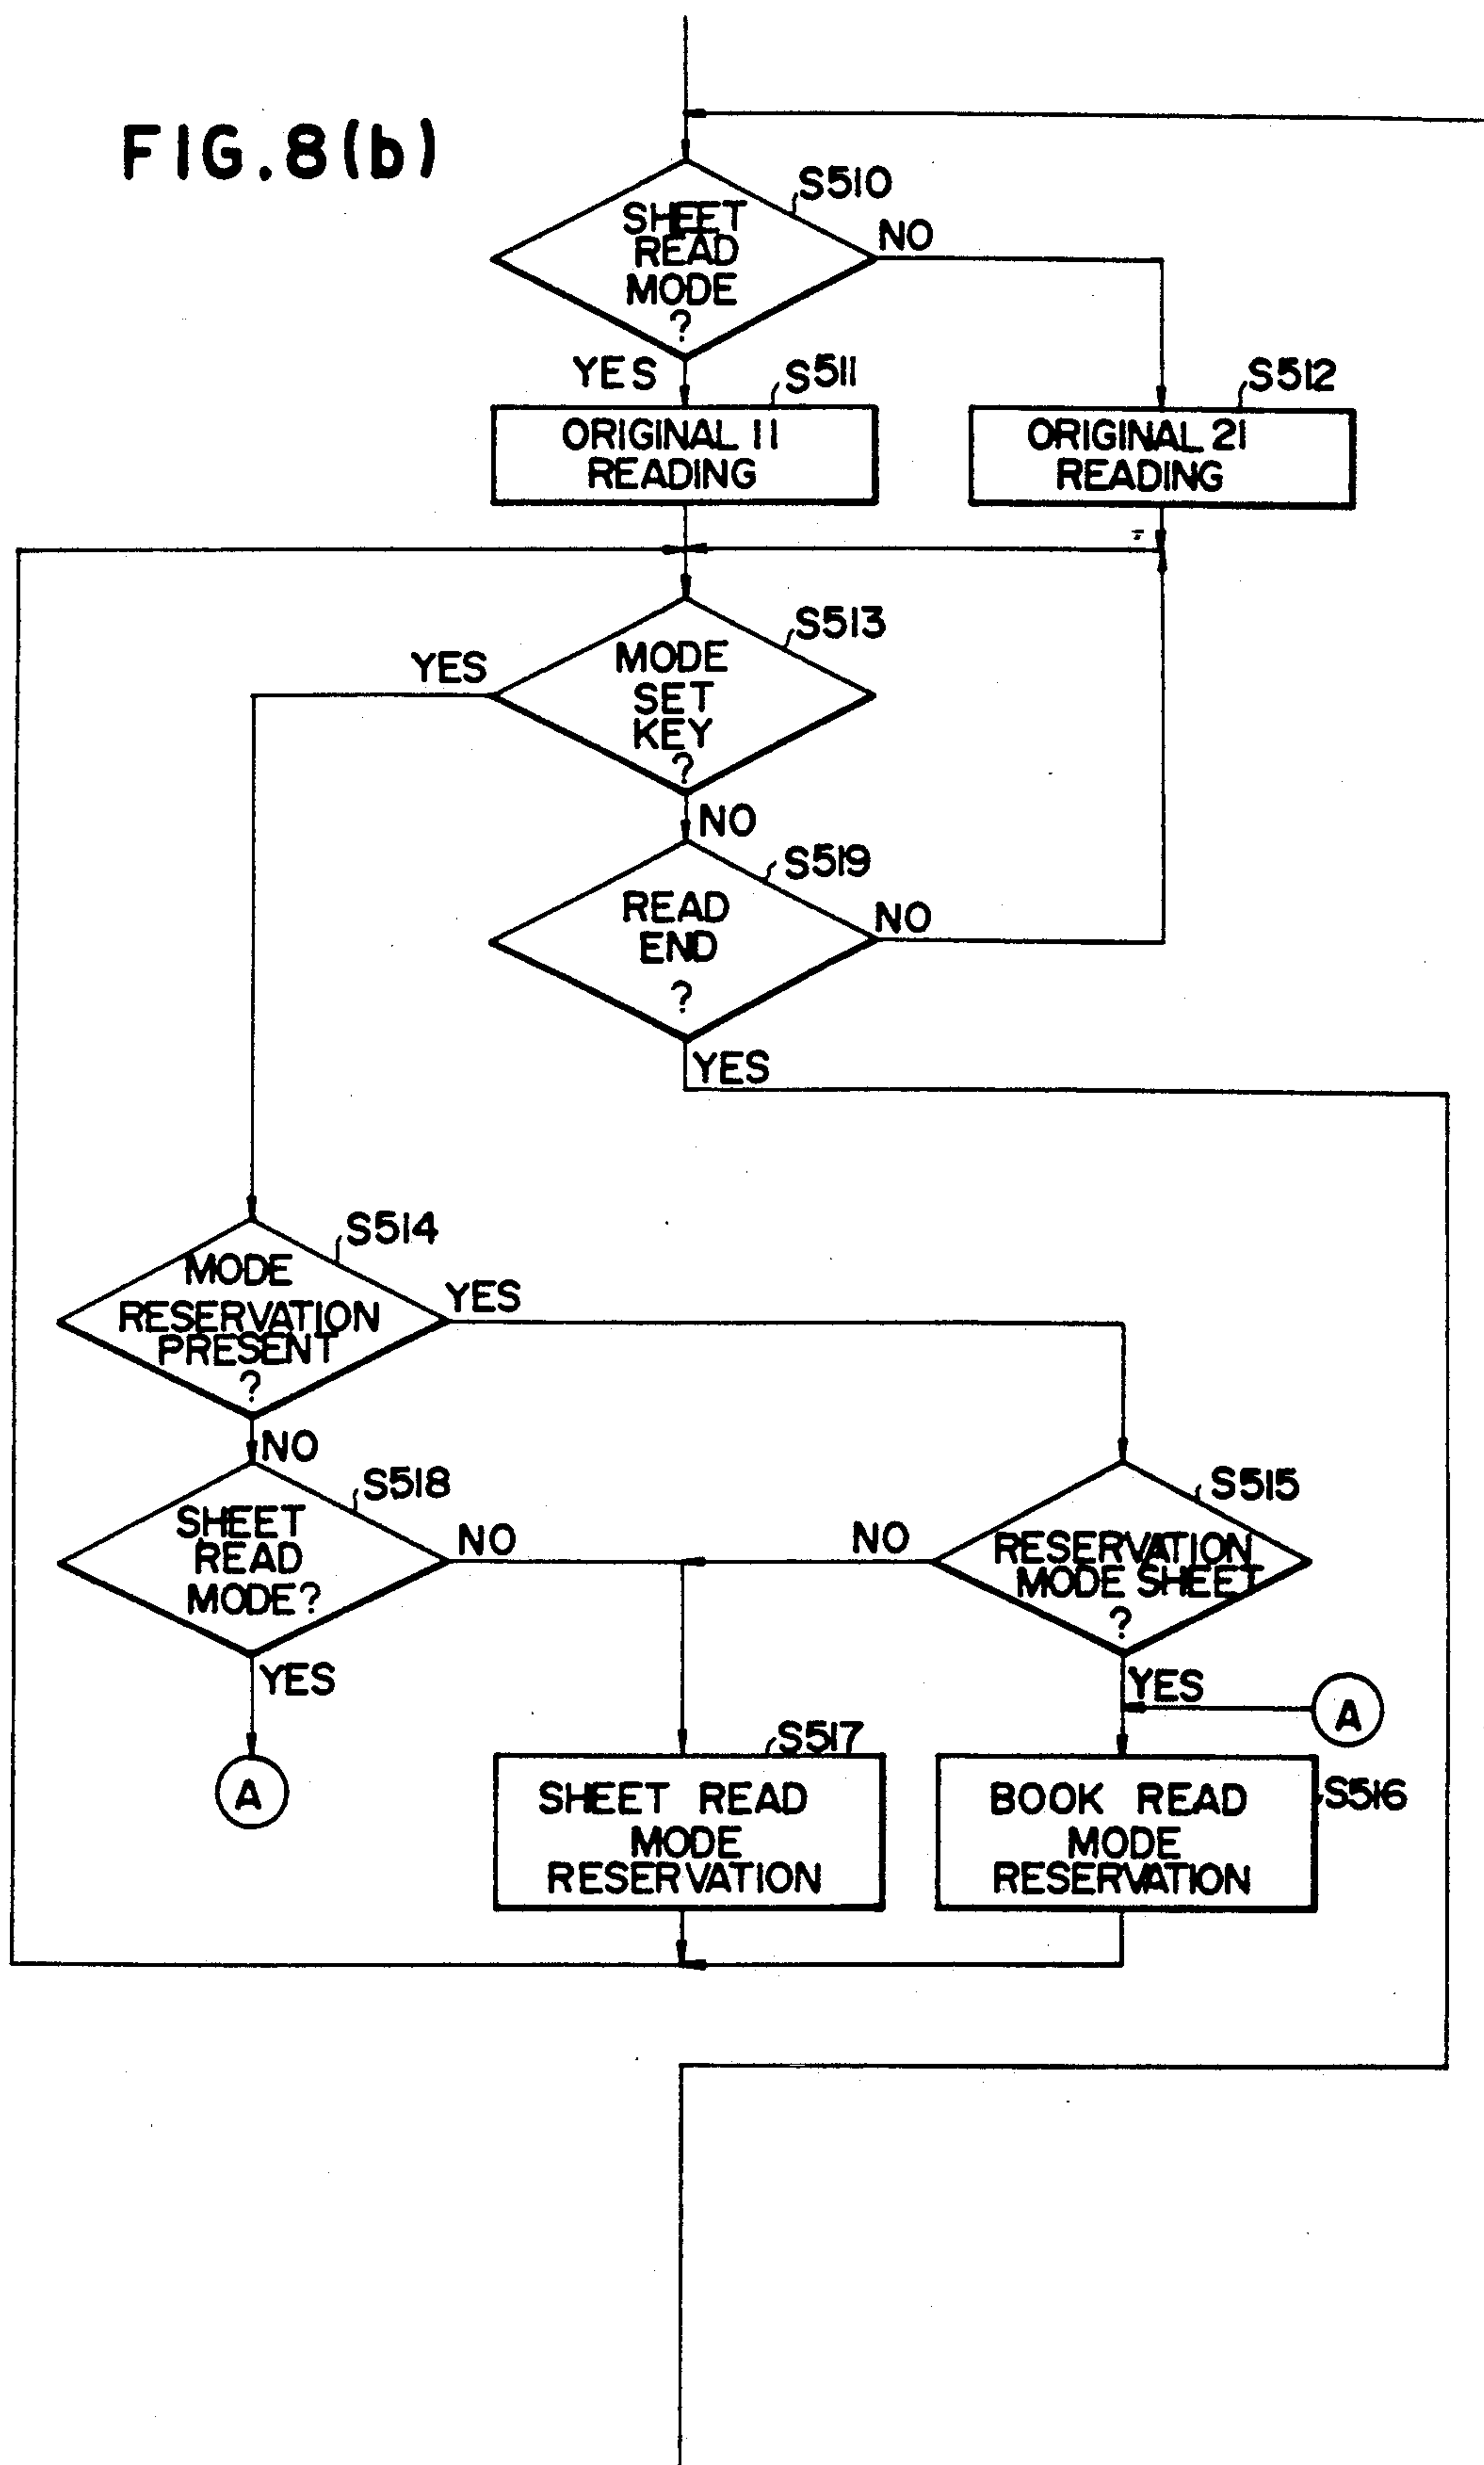 FIG.8(b)
S510
SHEET
READ
MODE
?
NO
YES
S511
S512
ORIGINAL 11
READING
ORIGINAL 21
READING
S513
YES
MODE
SET
KEY
?
NO
S519
READ
END
?
NO
YES
S514
MODE
RESERVATION
PRESENT
?
YES
NO
S518
SHEET
READ
MODE?
NO
YES
A
S515
NO
RESERVATION
MODE SHEET
?
YES
A
S517
SHEET READ
MODE
RESERVATION
S516
BOOK READ
MODE
RESERVATION